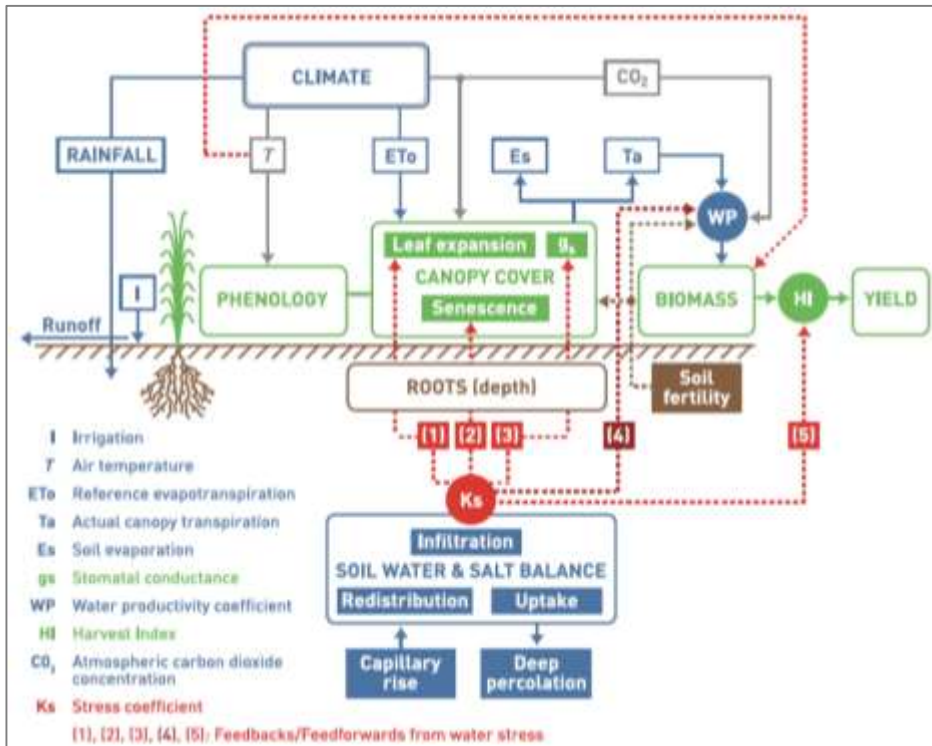 CLIMATE
CO₂
RAINFALL
T
ETo
Es
Ta
WP
Leaf expansion
gs
CANOPY COVER
Senescence
PHENOLOGY
BIOMASS
HI
YIELD
I
Runoff
ROOTS (depth)
Soil
fertility
(1)
(2)
(3)
(4)
(5)
Ks
Infiltration
SOIL WATER & SALT BALANCE
Redistribution
Uptake
Capillary
rise
Deep
percolation
I Irrigation
T Air temperature
ETo Reference evapotranspiration
Ta Actual canopy transpiration
Es Soil evaporation
gs Stomatal conductance
WP Water productivity coefficient
HI Harvest Index
CO₂ Atmospheric carbon dioxide
concentration
Ks Stress coefficient
(1), (2), (3), (4), (5): Feedbacks/Feedforwards from water stress